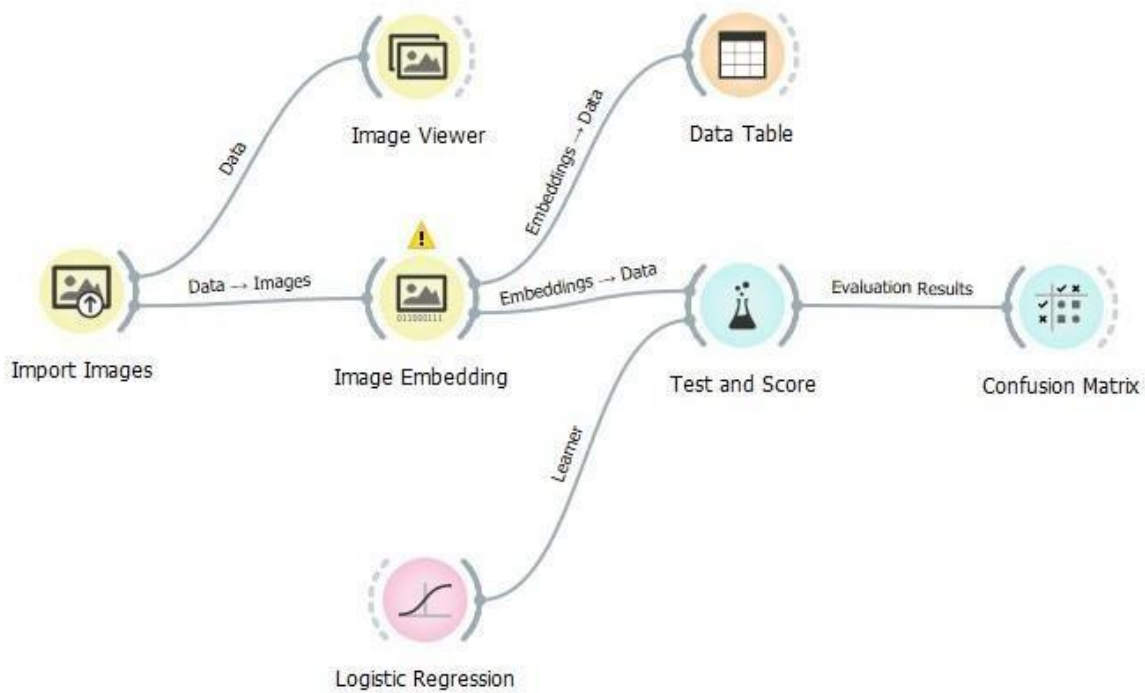 Image Viewer
Data Table
Data
Embeddings → Data
!
Data → Images
Embeddings → Data
Evaluation Results
011000111
Import Images
Image Embedding
Test and Score
Confusion Matrix
Learner
Logistic Regression